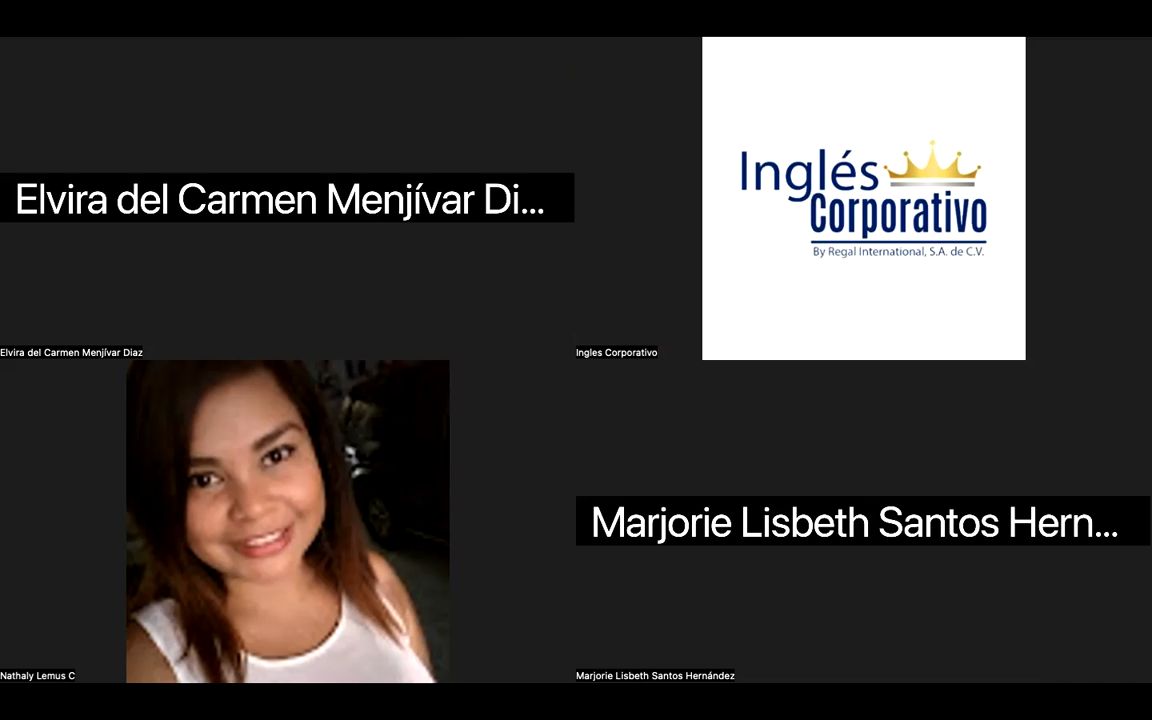 Elvira del Carmen Menjívar Di...
Elvira del Carmen Menjívar Diaz
Inglés
Corporativo
By Regal International, S.A. de C.V.
Ingles Corporativo
Nathaly Lemus C
Marjorie Lisbeth Santos Hern...
Marjorie Lisbeth Santos Hernández